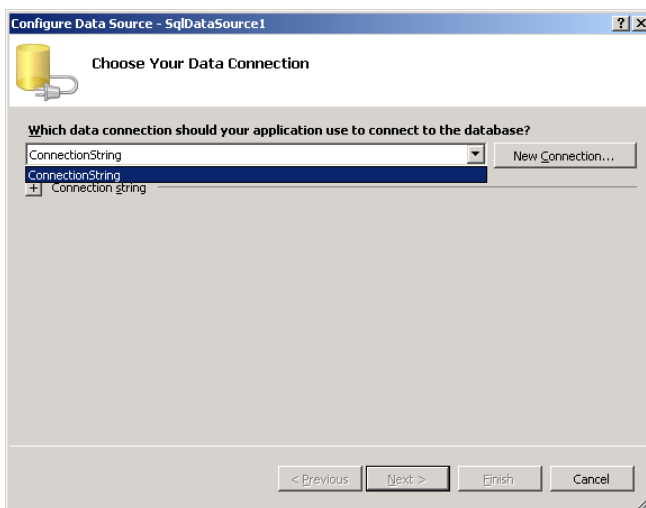 Configure Data Source - SqlDataSource1
Choose Your Data Connection
Which data connection should your application use to connect to the database?
ConnectionString
New Connection...
ConnectionString
Connection string
< Previous
Next >
Finish
Cancel